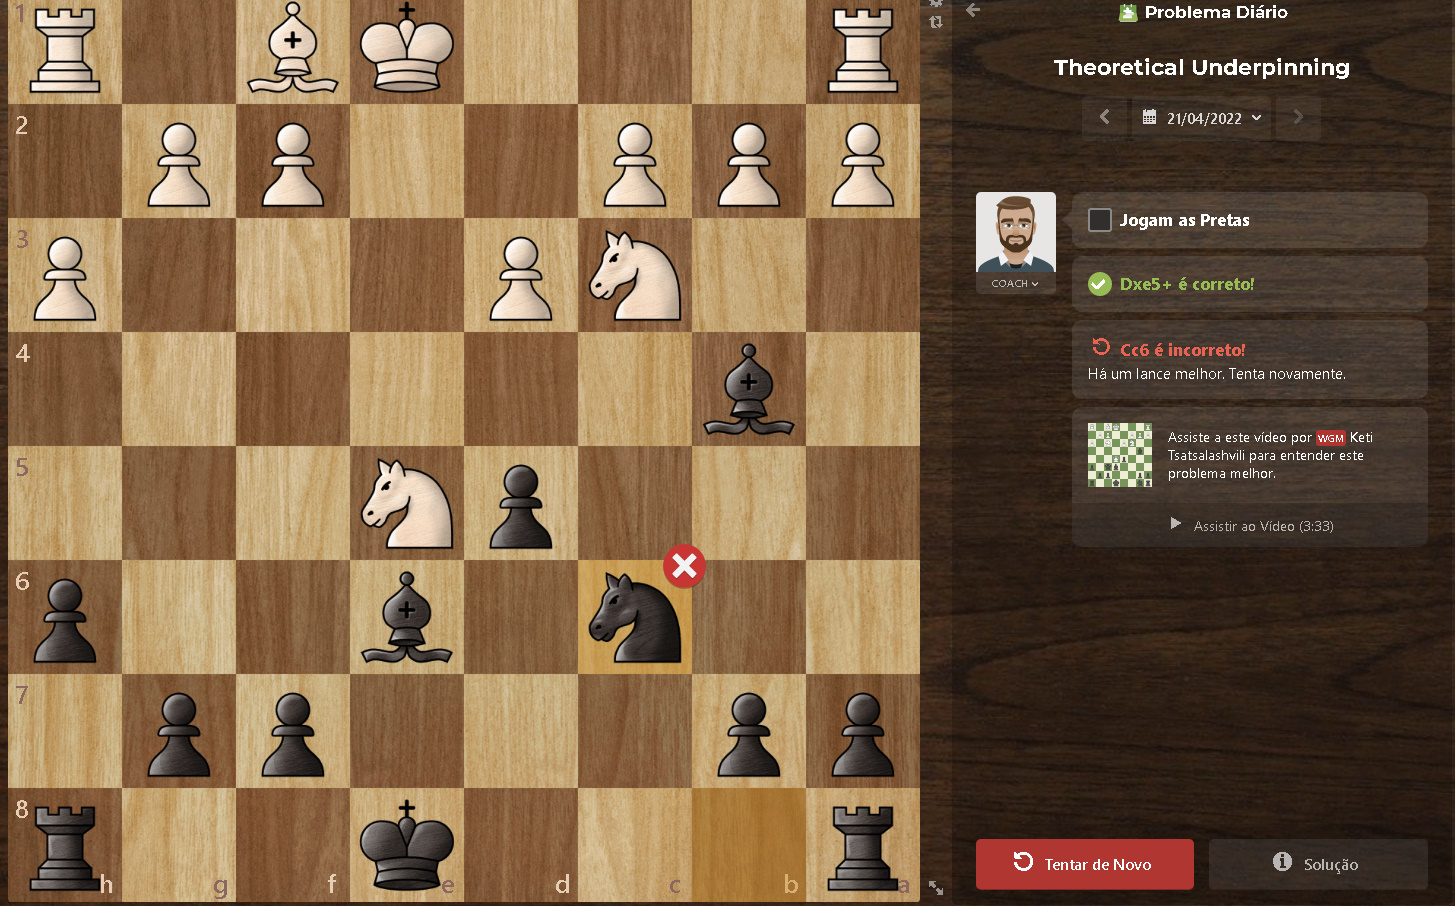 1
2
3
4
5
6
7
8
h
g
f
e
d
c
b
a
Problema Diário
Theoretical Underpinning
21/04/2022
COACH
Jogam as Pretas
Dxe5+ é correto!
Cc6 é incorreto!
Há um lance melhor. Tenta novamente.
Assiste a este vídeo por WGM Keti
Tsatsalashvili para entender este
problema melhor.
Assistir ao Vídeo (3:33)
Tentar de Novo
Solução